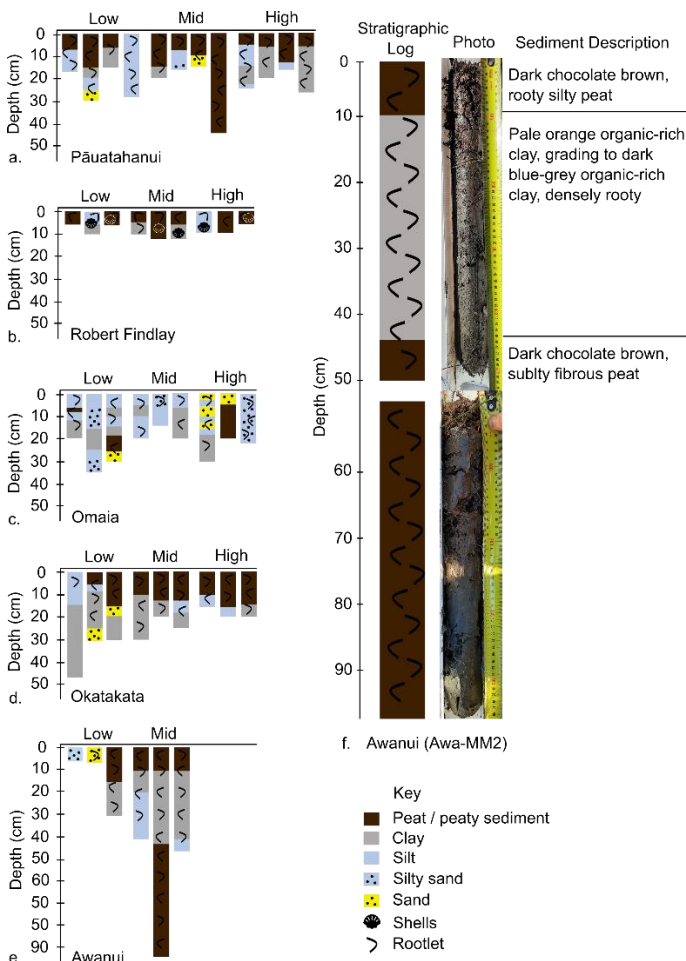 Low Mid High
0
10
20
30
40
50
Depth (cm)
a. Pāuatahanui
Low Mid High
0
10
20
30
40
50
Depth (cm)
b. Robert Findlay
Low Mid High
0
10
20
30
40
50
Depth (cm)
c. Omaia
Low Mid High
0
10
20
30
40
50
Depth (cm)
d. Okatakata
Low Mid
0
10
20
30
40
50
60
70
80
90
Depth (cm)
e. Awanui
Stratigraphic
Log
Photo
Sediment Description
0
10
20
30
40
50
60
70
80
90
Depth (cm)
Dark chocolate brown,
rooty silty peat
Pale orange organic-rich
clay, grading to dark
blue-grey organic-rich
clay, densely rooty
Dark chocolate brown,
sublty fibrous peat
f. Awanui (Awa-MM2)
Key
Peat / peaty sediment
Clay
Silt
Silty sand
Sand
Shells
Rootlet